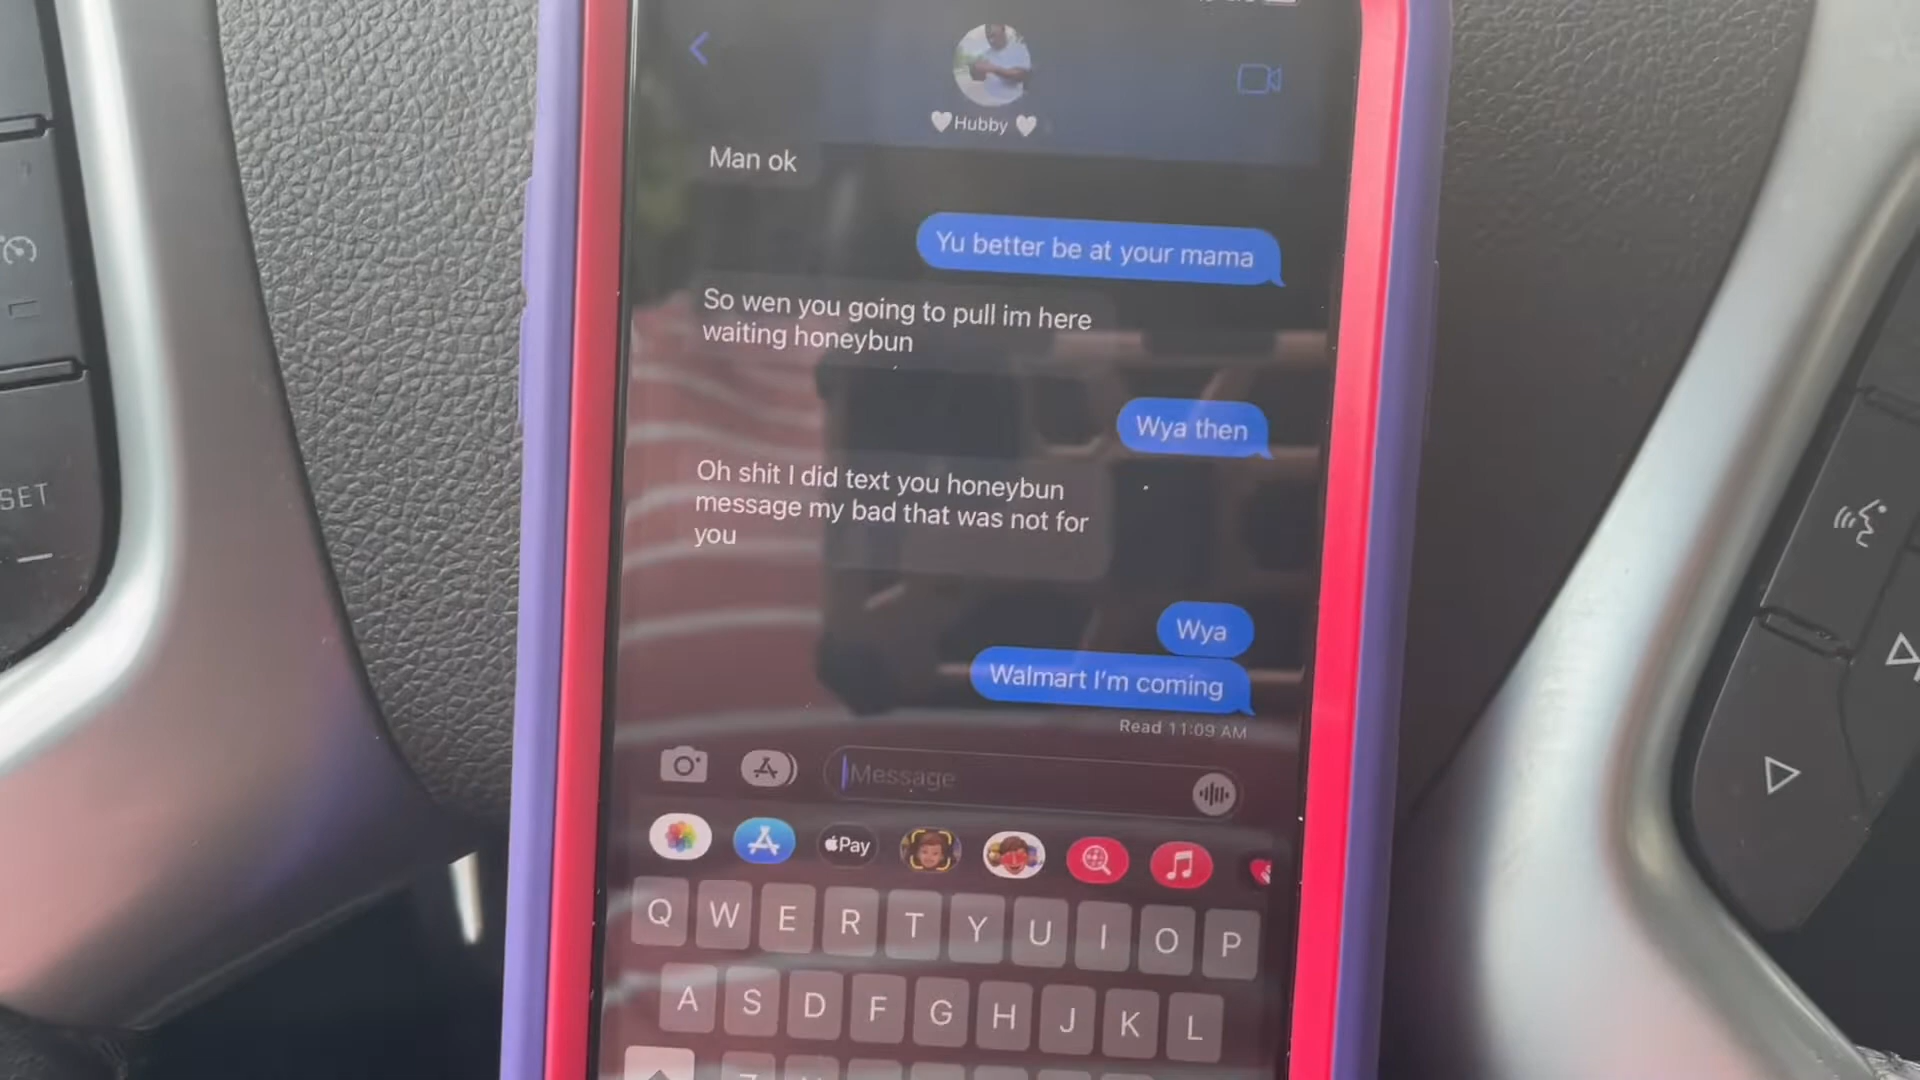 Hubby
Man ok
Yu better be at your mama
So wen you going to pull im here
waiting honeybun
Wya then
Oh shit I did text you honeybun
message my bad that was not for
you
Wya
Walmart I'm coming
Read 11:09 AM
Message
Pay
Q W E R T Y U I O P
A S D F G H J K L
SET